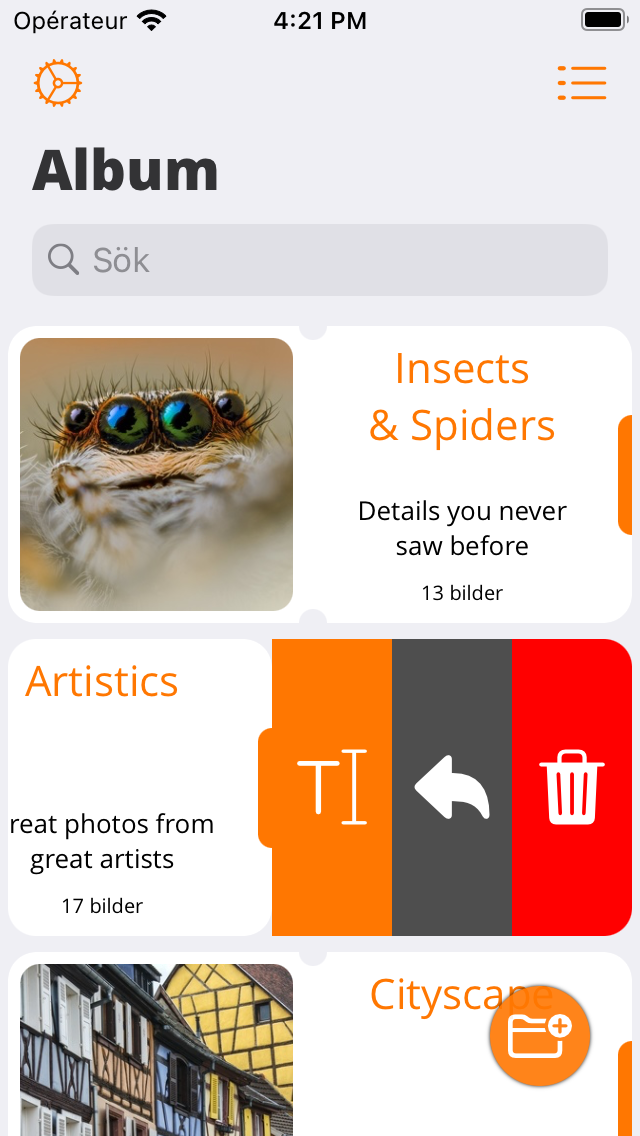 Opérateur 4:21 PM
Album
Sök
Insects
& Spiders
Details you never
saw before
13 bilder
Artistics
reat photos from
great artists
17 bilder
Cityscape